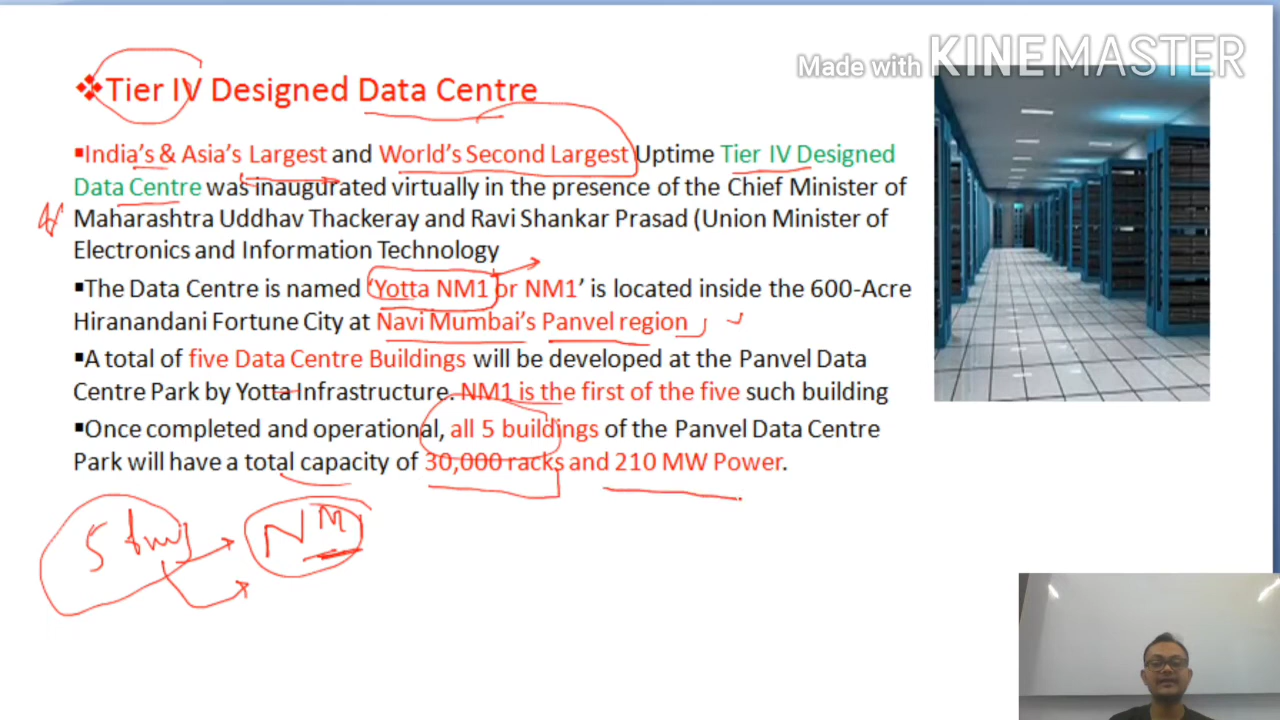 Made with KINEMASTER
❖Tier IV Designed Data Centre
▪India's & Asia's Largest and World's Second Largest Uptime Tier IV Designed
Data Centre was inaugurated virtually in the presence of the Chief Minister of
Maharashtra Uddhav Thackeray and Ravi Shankar Prasad (Union Minister of
Electronics and Information Technology
▪The Data Centre is named 'Yotta NM1 or NM1' is located inside the 600-Acre
Hiranandani Fortune City at Navi Mumbai's Panvel region
▪A total of five Data Centre Buildings will be developed at the Panvel Data
Centre Park by Yotta Infrastructure. NM1 is the first of the five such building
▪Once completed and operational, all 5 buildings of the Panvel Data Centre
Park will have a total capacity of 30,000 racks and 210 MW Power.
5 NM